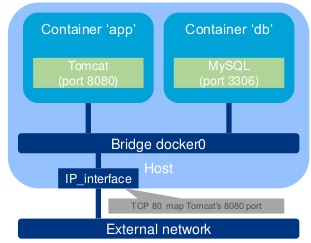 Container ‘app’
Container ‘db’
Tomcat
(port 8080)
MySQL
(port 3306)
Bridge docker0
Host
IP_interface
TCP 80 map Tomcat's 8080 port
External network